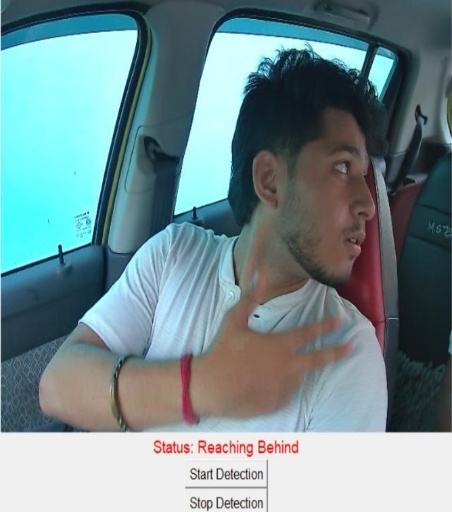 Status: Reaching Behind
Start Detection
Stop Detection